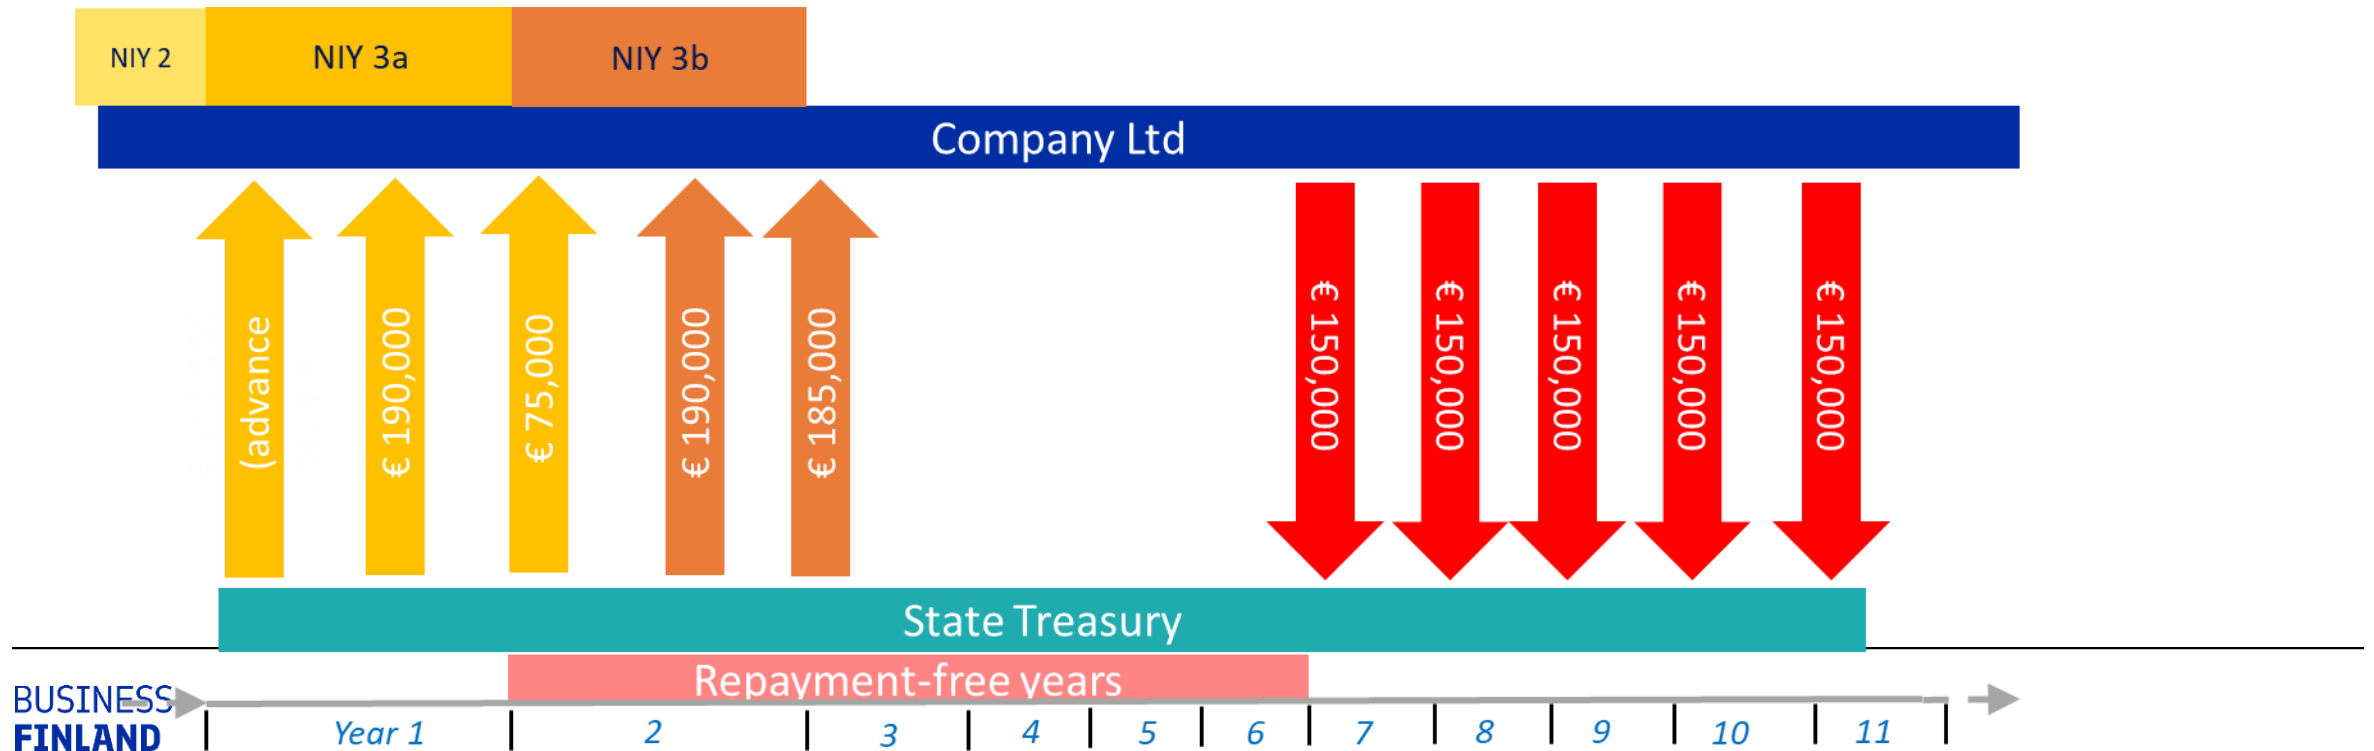 NIY 2
NIY 3a
NIY 3b
Company Ltd
(advance
€ 190,000
€ 75,000
€ 190,000
€ 185,000
€ 150,000
€ 150,000
€ 150,000
€ 150,000
€ 150,000
State Treasury
Repayment-free years
BUSINESS
FINLAND
Year 1
2
3
4
5
6
7
8
9
10
11